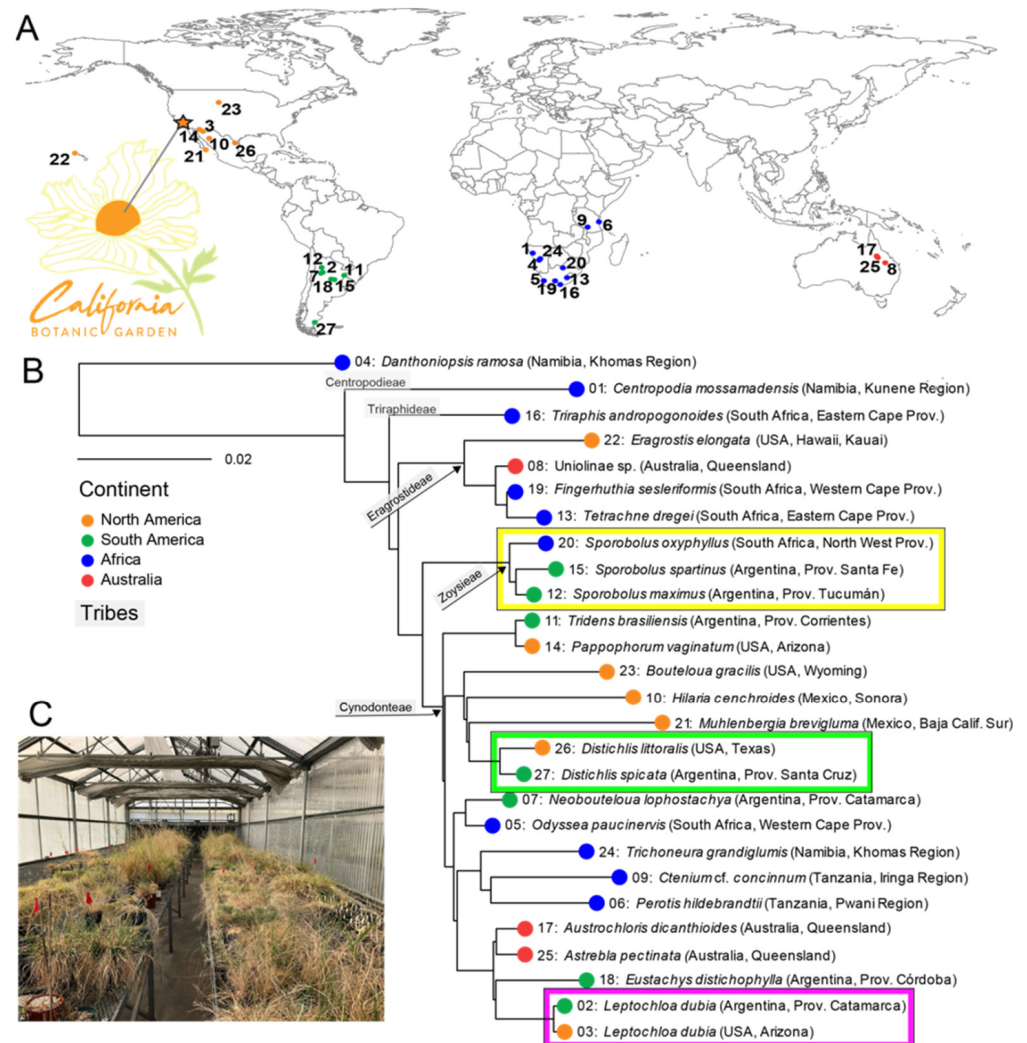 A
23
14
3
10
21
26
22
9
6
1
24
4
20
5
13
19
16
17
25
8
12
2
11
7
18
15
27
California
BOTANIC GARDEN
B
04: Danthoniopsis ramosa (Namibia, Khomas Region)
Centropodieae
01: Centropodia mossamadensis (Namibia, Kunene Region)
Triraphideae
16: Triraphis andropogonoides (South Africa, Eastern Cape Prov.)
22: Eragrostis elongata (USA, Hawaii, Kauai)
0.02
08: Uniolinae sp. (Australia, Queensland)
Eragrostideae
19: Fingerhuthia sesleriformis (South Africa, Western Cape Prov.)
13: Tetrachne dregei (South Africa, Eastern Cape Prov.)
Continent
North America
South America
Africa
Australia
Tribes
20: Sporobolus oxyphyllus (South Africa, North West Prov.)
Zoysieae
15: Sporobolus spartinus (Argentina, Prov. Santa Fe)
12: Sporobolus maximus (Argentina, Prov. Tucumán)
11: Tridens brasiliensis (Argentina, Prov. Corrientes)
14: Pappophorum vaginatum (USA, Arizona)
23: Bouteloua gracilis (USA, Wyoming)
10: Hilaria cenchroides (Mexico, Sonora)
Cynodonteae
21: Muhlenbergia brevigluma (Mexico, Baja Calif. Sur)
26: Distichlis littoralis (USA, Texas)
27: Distichlis spicata (Argentina, Prov. Santa Cruz)
07: Neobouteloua lophostachya (Argentina, Prov. Catamarca)
05: Odyssea paucinervis (South Africa, Western Cape Prov.)
24: Trichoneura grandiglumis (Namibia, Khomas Region)
09: Ctenium cf. concinnum (Tanzania, Iringa Region)
06: Perotis hildebrandtii (Tanzania, Pwani Region)
17: Austrochloris dicanthioides (Australia, Queensland)
25: Astrebla pectinata (Australia, Queensland)
18: Eustachys distichophylla (Argentina, Prov. Córdoba)
02: Leptochloa dubia (Argentina, Prov. Catamarca)
03: Leptochloa dubia (USA, Arizona)
C